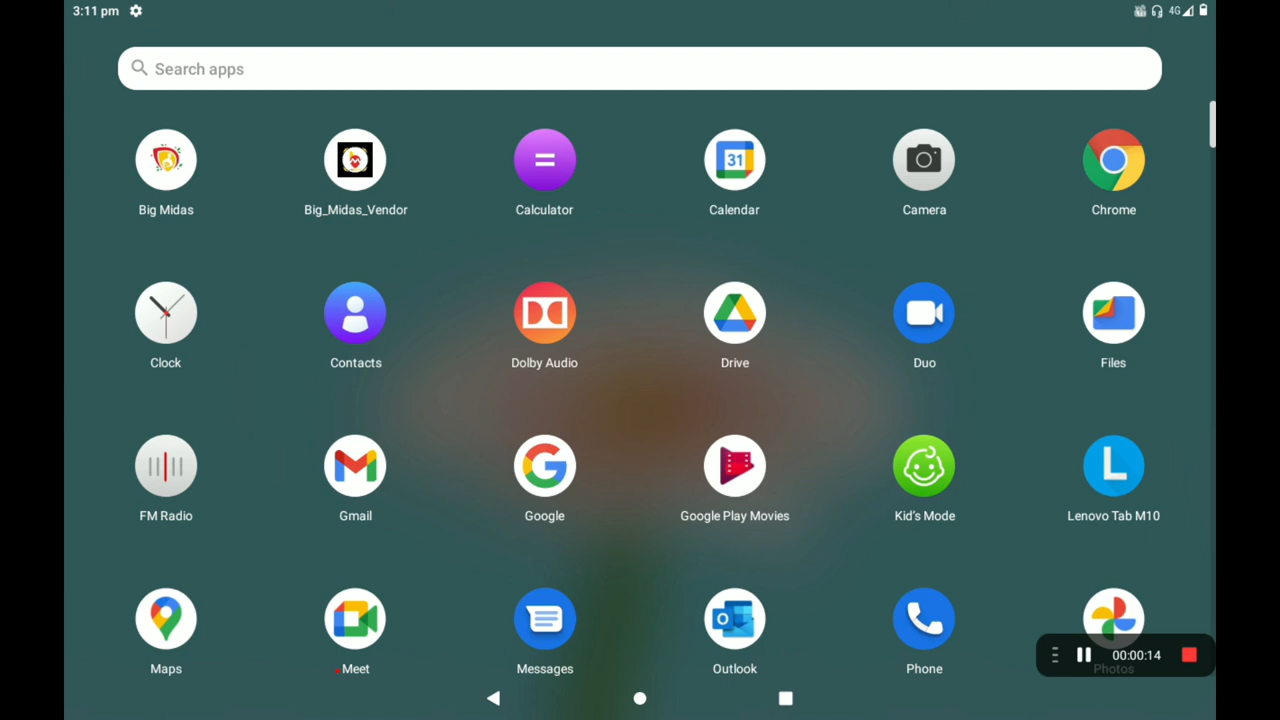 3:11 pm
4G
Search apps
31
Big Midas
Big_Midas_Vendor
Calculator
Calendar
Camera
Chrome
Clock
Contacts
Dolby Audio
Drive
Duo
Files
L
FM Radio
Gmail
Google
Google Play Movies
Kid's Mode
Lenovo Tab M10
00:00:14
Maps
Meet
Messages
Outlook
Phone
Photos